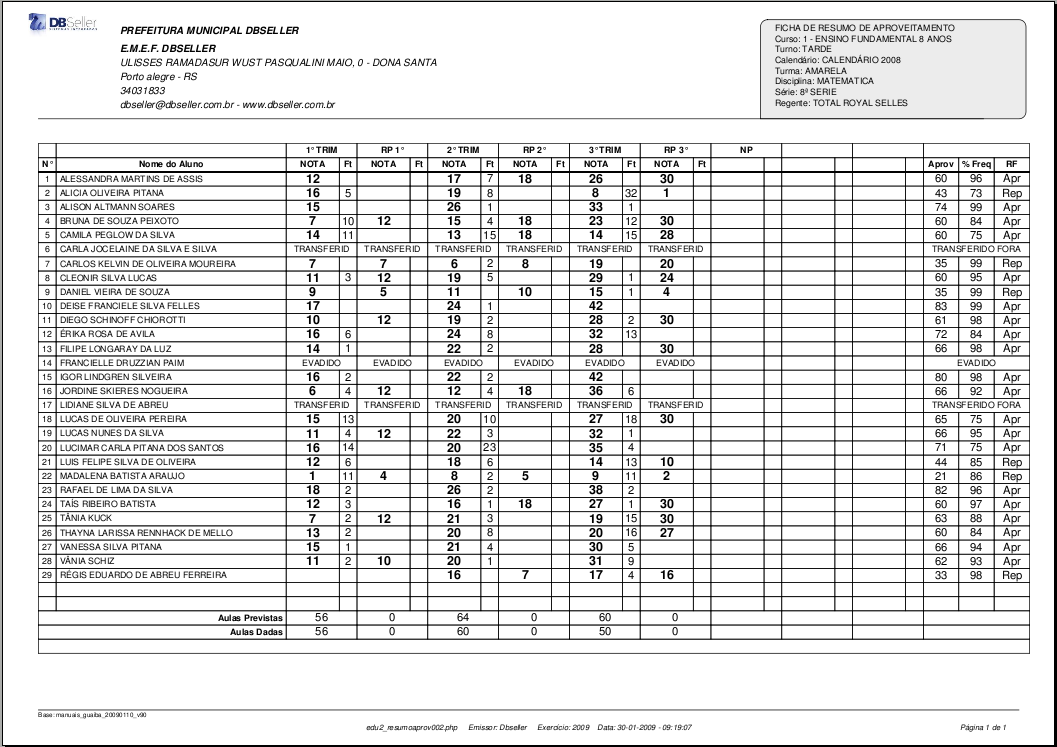 DBSeller
PREFEITURA MUNICIPAL DBSELLER
E.M.E.F. DBSELLER
ULISSES RAMADASUR WUST PASQUALINI MAIO, 0 - DONA SANTA
Porto alegre - RS
34031833
dbseller@dbseller.com.br - www.dbseller.com.br
FICHA DE RESUMO DE APROVEITAMENTO
Curso: 1 - ENSINO FUNDAMENTAL 8 ANOS
Turno: TARDE
Calendário: CALENDÁRIO 2008
Turma: AMARELA
Disciplina: MATEMATICA
Série: 8ª SERIE
Regente: TOTAL ROYAL SELLES
1° TRIM RP 1° 2° TRIM RP 2° 3° TRIM RP 3° NP
N° Nome do Aluno NOTA Ft NOTA Ft NOTA Ft NOTA Ft NOTA Ft NOTA Ft Aprov % Freq RF
1 ALESSANDRA MARTINS DE ASSIS 12 17 7 18 26 30 60 96 Apr
2 ALICIA OLIVEIRA PITANA 16 5 19 8 8 32 1 43 73 Rep
3 ALISON ALTMANN SOARES 15 26 1 33 1 74 99 Apr
4 BRUNA DE SOUZA PEIXOTO 7 10 12 15 4 18 23 12 30 60 84 Apr
5 CAMILA PEGLOW DA SILVA 14 11 13 15 18 14 15 28 60 75 Apr
6 CARLA JOCELAINE DA SILVA E SILVA TRANSFERID TRANSFERID TRANSFERID TRANSFERID TRANSFERID TRANSFERID TRANSFERIDO FORA
7 CARLOS KELVIN DE OLIVEIRA MOUREIRA 7 7 6 2 8 19 20 35 99 Rep
8 CLEONIR SILVA LUCAS 11 3 12 19 5 29 1 24 60 95 Apr
9 DANIEL VIEIRA DE SOUZA 9 5 11 10 15 1 4 35 99 Rep
10 DEISE FRANCIELE SILVA FELLES 17 24 1 42 83 99 Apr
11 DIEGO SCHINOFF CHIOROTTI 10 12 19 2 28 2 30 61 98 Apr
12 ÉRIKA ROSA DE AVILA 16 6 24 8 32 13 72 84 Apr
13 FILIPE LONGARAY DA LUZ 14 1 22 2 28 30 66 98 Apr
14 FRANCIELLE DRUZZIAN PAIM EVADIDO EVADIDO EVADIDO EVADIDO EVADIDO EVADIDO EVADIDO
15 IGOR LINDGREN SILVEIRA 16 2 22 2 42 80 98 Apr
16 JORDINE SKIERES NOGUEIRA 6 4 12 12 4 18 36 6 66 92 Apr
17 LIDIANE SILVA DE ABREU TRANSFERID TRANSFERID TRANSFERID TRANSFERID TRANSFERID TRANSFERID TRANSFERIDO FORA
18 LUCAS DE OLIVEIRA PEREIRA 15 13 20 10 27 18 30 65 75 Apr
19 LUCAS NUNES DA SILVA 11 4 12 22 3 32 1 66 95 Apr
20 LUCIMAR CARLA PITANA DOS SANTOS 16 14 20 23 35 4 71 75 Apr
21 LUIS FELIPE SILVA DE OLIVEIRA 12 6 18 6 14 13 10 44 85 Rep
22 MADALENA BATISTA ARAUJO 1 11 4 8 2 5 9 11 2 21 86 Rep
23 RAFAEL DE LIMA DA SILVA 18 2 26 2 38 2 82 96 Apr
24 TAÍS RIBEIRO BATISTA 12 3 16 1 18 27 1 30 60 97 Apr
25 TÂNIA KUCK 7 2 12 21 3 19 15 30 63 88 Apr
26 THAYNA LARISSA RENNHACK DE MELLO 13 2 20 8 20 16 27 60 84 Apr
27 VANESSA SILVA PITANA 15 1 21 4 30 5 66 94 Apr
28 VÂNIA SCHIZ 11 2 10 20 1 31 9 62 93 Apr
29 RÉGIS EDUARDO DE ABREU FERREIRA 16 7 17 4 16 33 98 Rep
Aulas Previstas 56 0 64 0 60 0
Aulas Dadas 56 0 60 0 50 0
Base: manuais_guaiba_20090110_v90
edu2_resumoaprov002.php Emissor: Dbseller Exercício: 2009 Data: 30-01-2009 - 09:19:07 Página 1 de 1